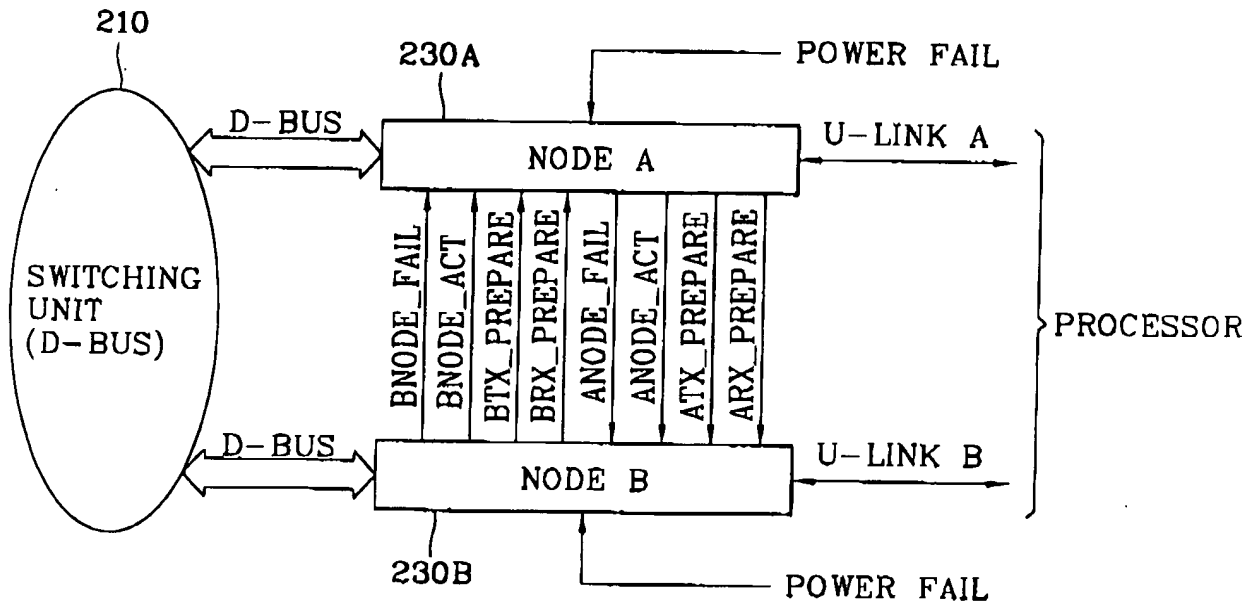 210
230A
POWER FAIL
D-BUS
NODE A
U-LINK A
SWITCHING
UNIT
(D-BUS)
BNODE_FAIL
BNODE_ACT
BTX_PREPARE
BRX_PREPARE
ANODE_FAIL
ANODE_ACT
ATX_PREPARE
ARX_PREPARE
PROCESSOR
D-BUS
NODE B
U-LINK B
230B
POWER FAIL